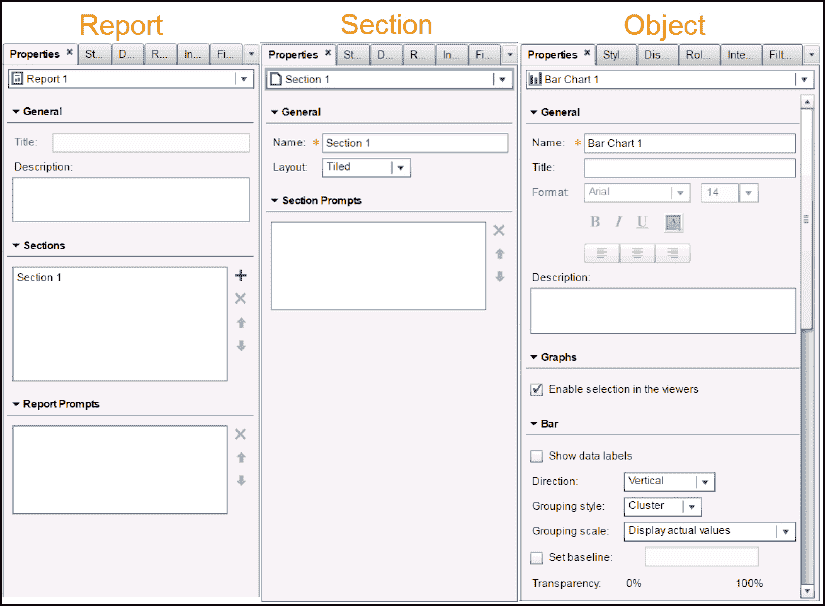 Report
Properties × St... D... R... In... Fi...
Report 1
General
Title:
Description:
Sections
Section 1
Report Prompts
Section
Properties × St... D... R... In... Fi...
Section 1
General
Name: * Section 1
Layout: Tiled
Section Prompts
Object
Properties × Styl... Dis... Rol... Inte... Filt...
Bar Chart 1
General
Name: * Bar Chart 1
Title:
Format: Arial 14
B I U A
Description:
Graphs
Enable selection in the viewers
Bar
Show data labels
Direction: Vertical
Grouping style: Cluster
Grouping scale: Display actual values
Set baseline:
Transparency: 0% 100%